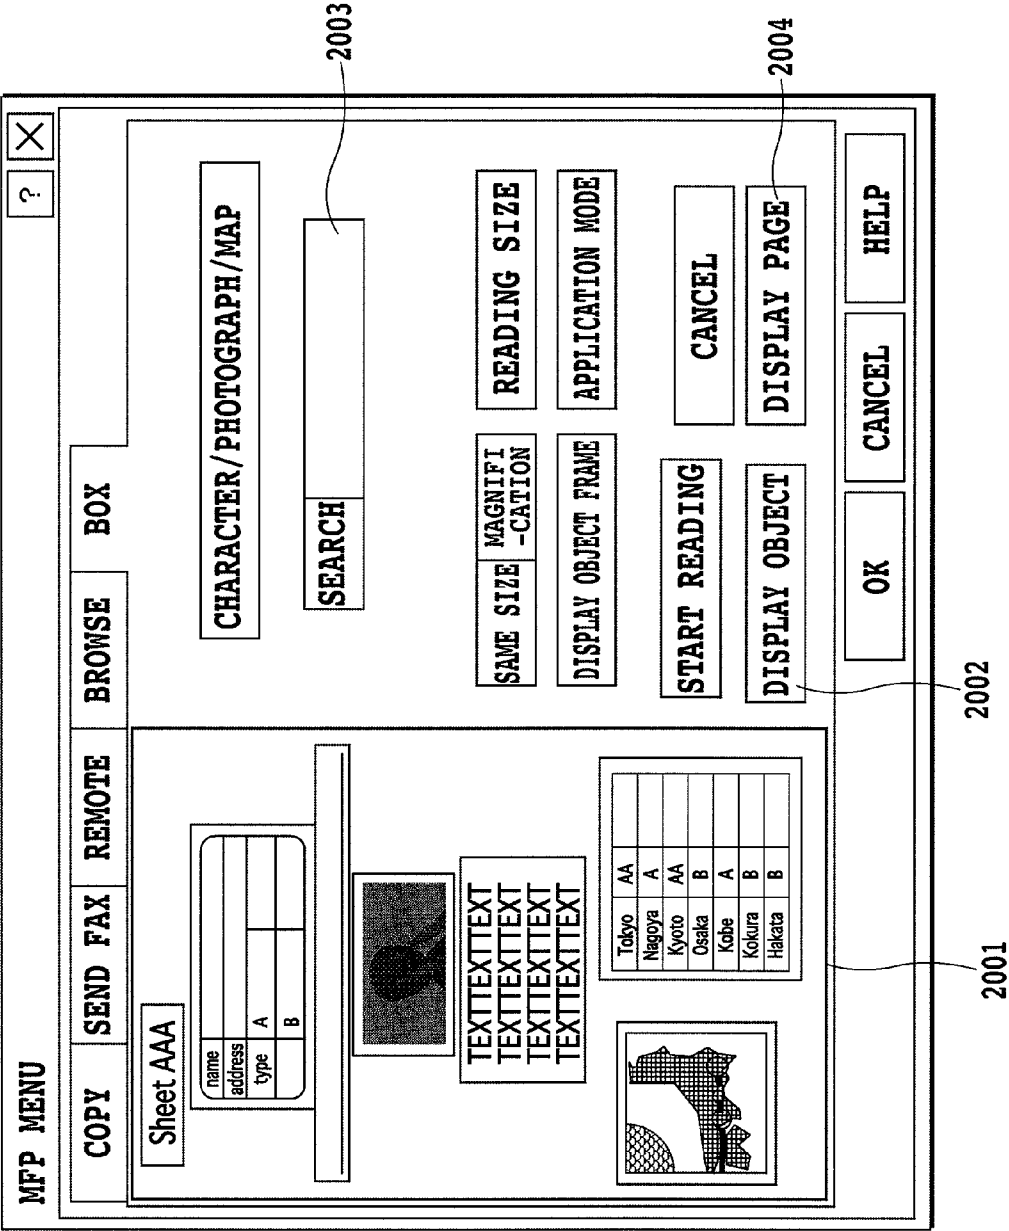 MFP MENU
? X
COPY SEND FAX REMOTE BROWSE BOX
Sheet AAA
name
address
type A
B
TEXTTEXTTEXT
TEXTTEXTTEXT
TEXTTEXTTEXT
TEXTTEXTTEXT
Tokyo AA
Nagoya A
Kyoto AA
Osaka B
Kobe A
Kokura B
Hakata B
CHARACTER/PHOTOGRAPH/MAP
SEARCH
SAME SIZE
MAGNIFI
-CATION
READING SIZE
DISPLAY OBJECT FRAME
APPLICATION MODE
START READING
CANCEL
DISPLAY OBJECT
DISPLAY PAGE
OK CANCEL HELP
2001
2002
2003
2004